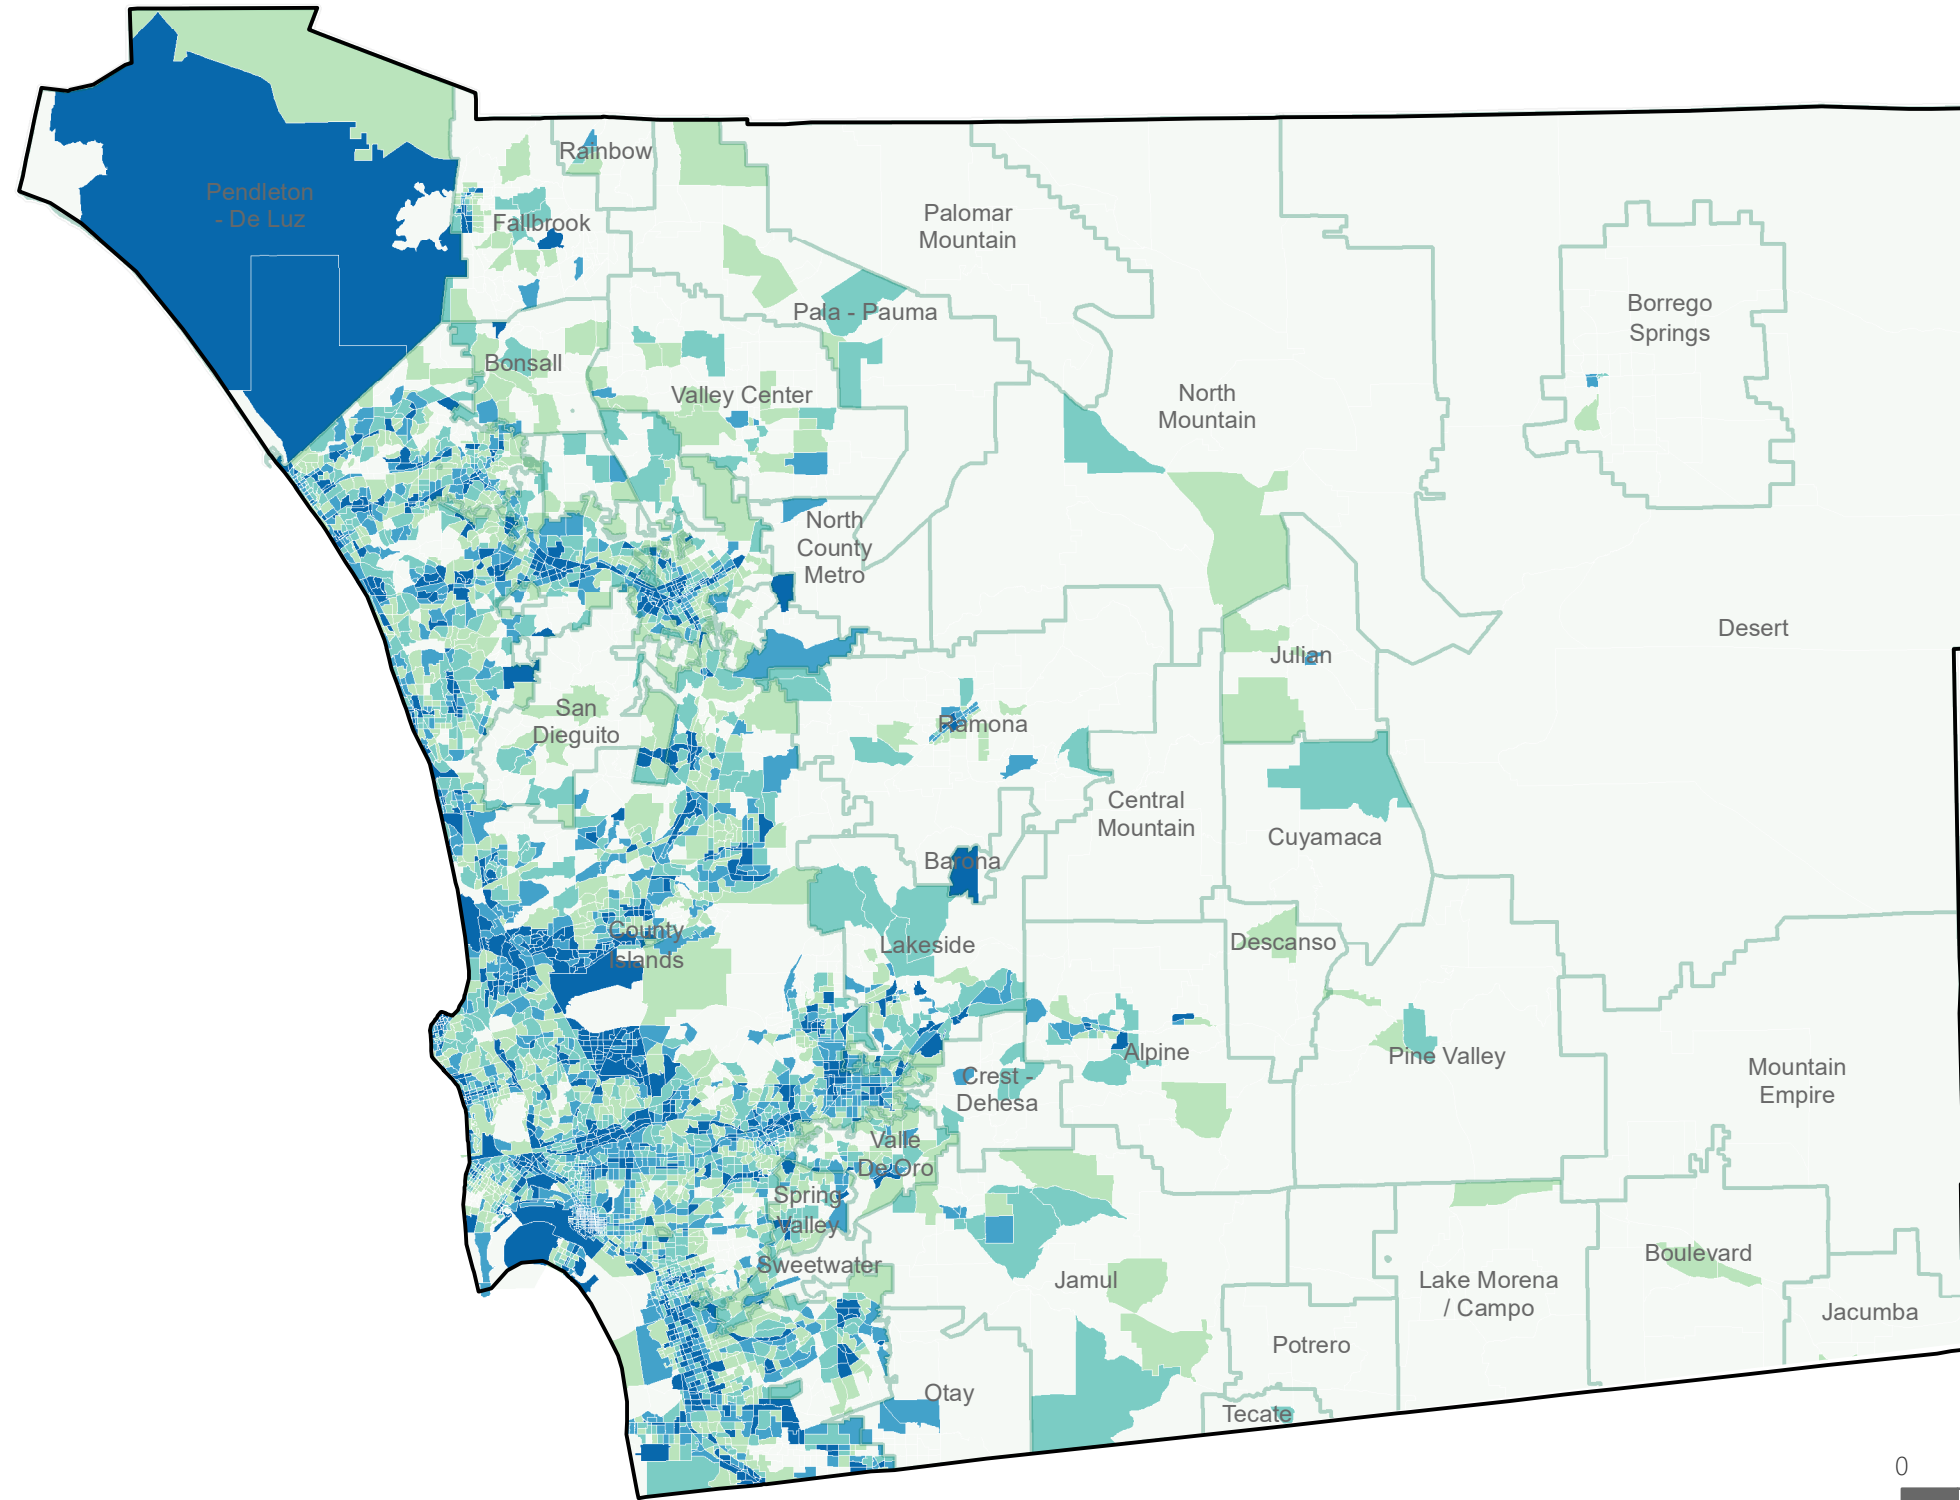 Rainbow
Pendleton
- De Luz
Fallbrook
Palomar
Mountain
Pala - Pauma
Borrego
Springs
Bonsall
Valley Center
North
Mountain
North
County
Metro
Desert
Julian
San
Dieguito
Ramona
Central
Mountain
Cuyamaca
Barona
County
Islands
Lakeside
Descanso
Alpine
Pine Valley
Crest -
Dehesa
Mountain
Empire
Valle
De Oro
Spring
Valley
Sweetwater
Jamul
Lake Morena
/ Campo
Boulevard
Jacumba
Potrero
Otay
Tecate
0